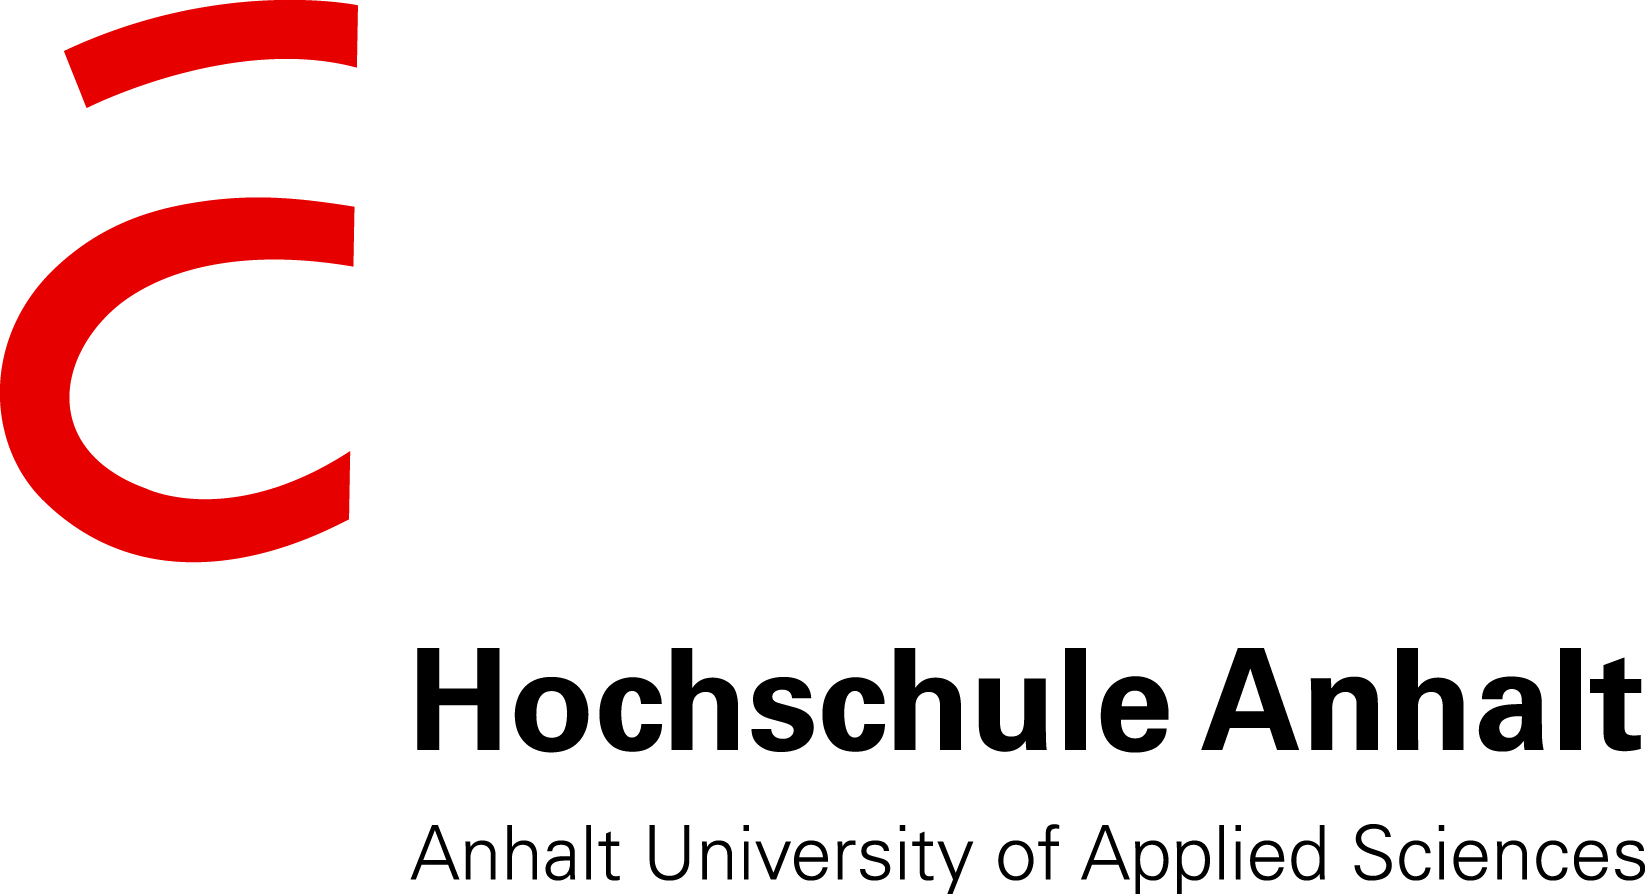 Hochschule Anhalt
Anhalt University of Applied Sciences